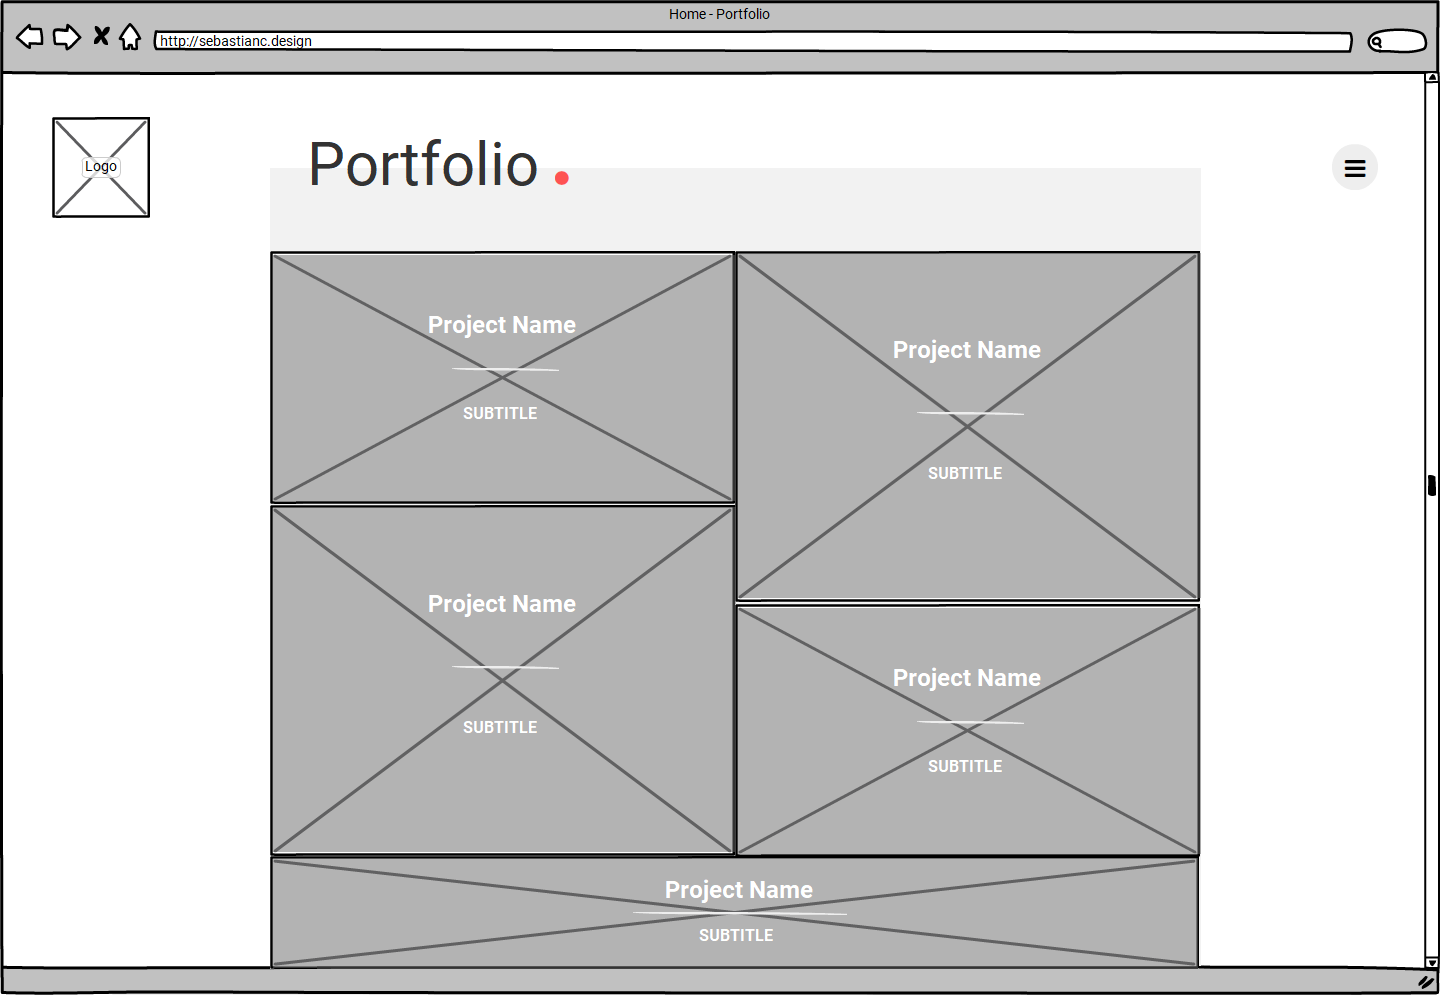 Home - Portfolio
http://sebastianc.design
Logo
Portfolio .
Project Name
SUBTITLE
Project Name
SUBTITLE
Project Name
SUBTITLE
Project Name
SUBTITLE
Project Name
SUBTITLE